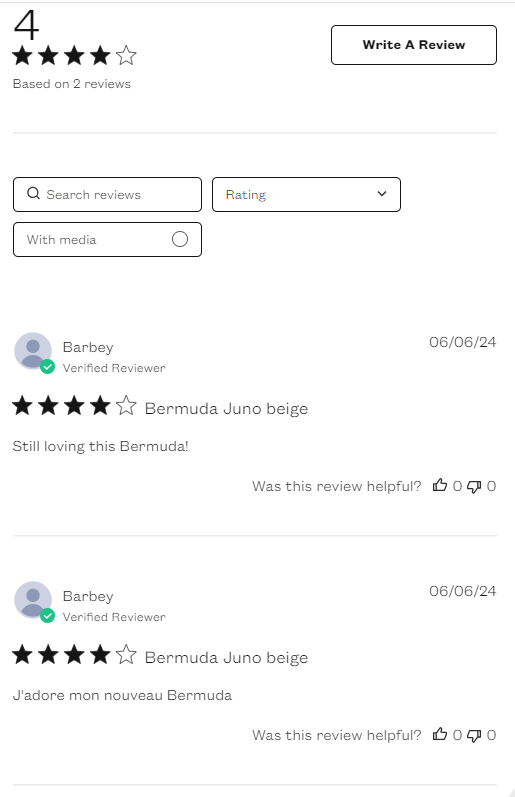 4
Write A Review
Based on 2 reviews
Search reviews
Rating
With media
Barbey
06/06/24
Verified Reviewer
Bermuda Juno beige
Still loving this Bermuda!
Was this review helpful? 0 0
Barbey
06/06/24
Verified Reviewer
Bermuda Juno beige
J'adore mon nouveau Bermuda
Was this review helpful? 0 0